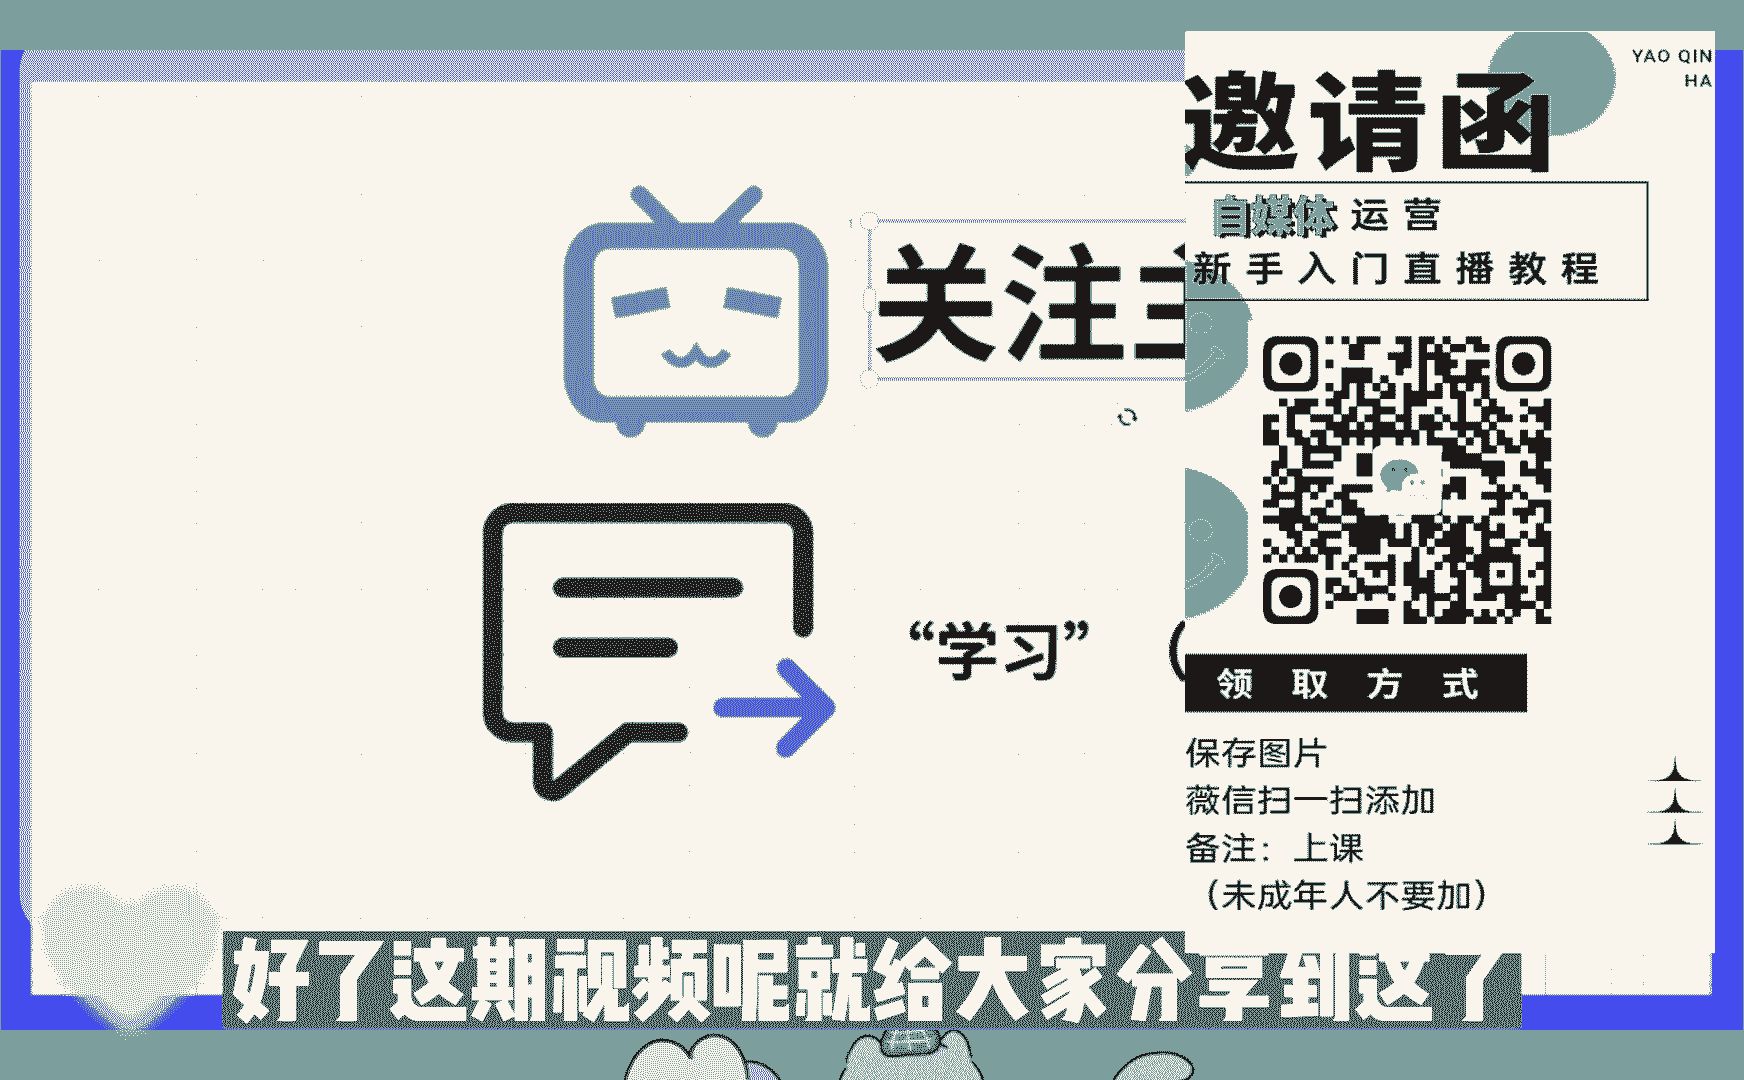 YAO QIN
HA
邀请函
自媒体运营
新手入门直播教程
关注主
“学习” （
领取方式
保存图片
薇信扫一扫添加
备注：上课
（未成年人不要加）
好了这期视频呢就给大家分享到这了